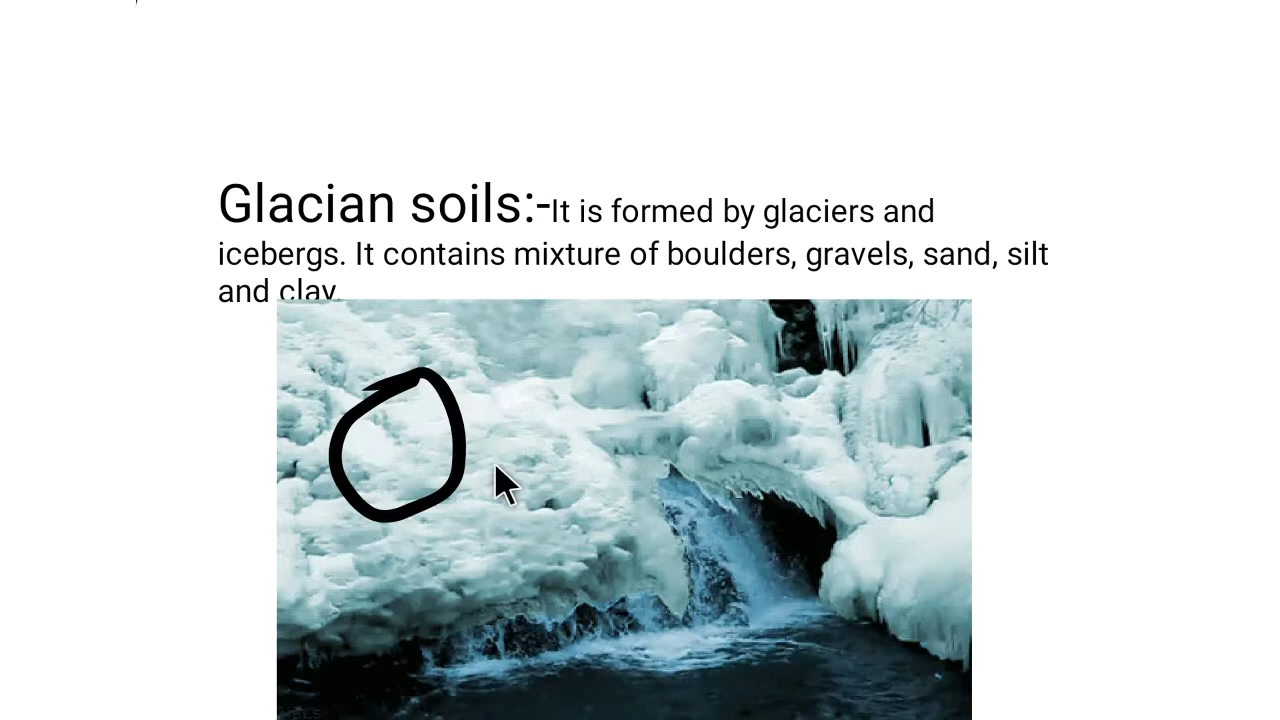 Glacian soils:-It is formed by glaciers and
icebergs. It contains mixture of boulders, gravels, sand, silt
and clay.